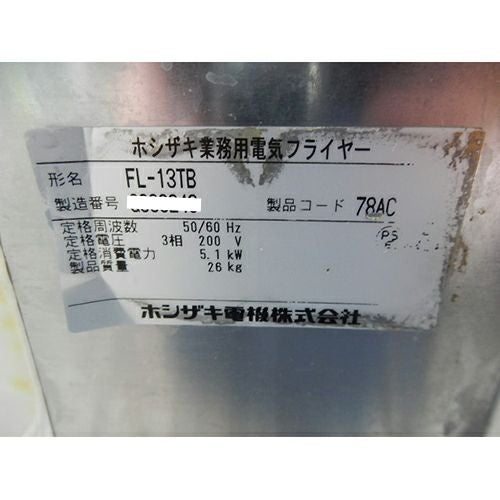 ホシザキ業務用電気フライヤー
形名 FL-13TB
製造番号 製品コード 78AC
定格周波数 50/60 Hz
定格電圧 3相 200 V
定格消費電力 5.1 kW
製品質量 26 kg
PS
ホシザキ電機株式会社